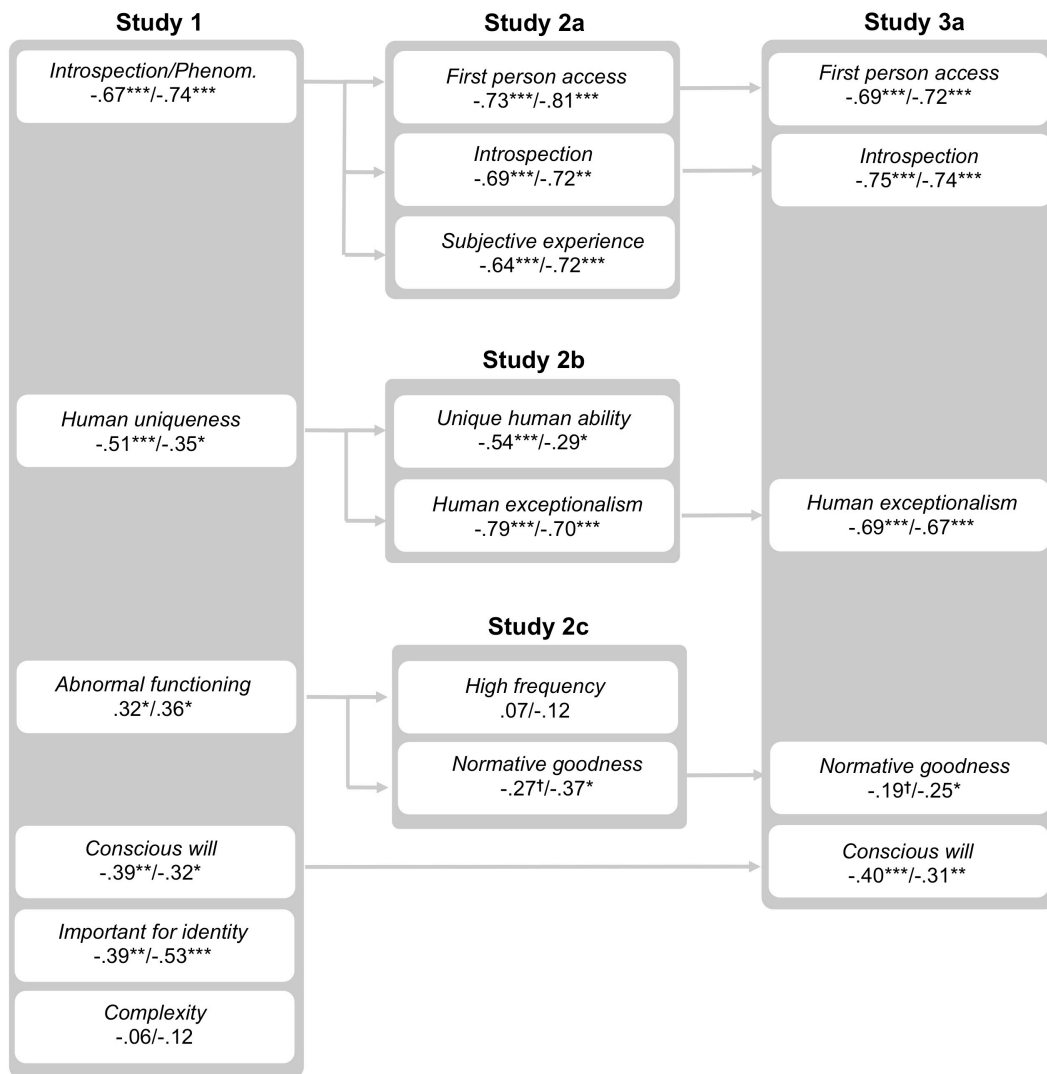 Study 1
Introspection/Phenom.
-.67***/-.74***
Human uniqueness
-.51***/-.35*
Abnormal functioning
.32*/.36*
Conscious will
-.39**/-.32*
Important for identity
-.39**/-.53***
Complexity
-.06/-.12
Study 2a
First person access
-.73***/-.81***
Introspection
-.69***/-.72**
Subjective experience
-.64***/-.72***
Study 2b
Unique human ability
-.54***/-.29*
Human exceptionalism
-.79***/-.70***
Study 2c
High frequency
.07/-.12
Normative goodness
-.27†/-.37*
Study 3a
First person access
-.69***/-.72***
Introspection
-.75***/-.74***
Human exceptionalism
-.69***/-.67***
Normative goodness
-.19†/-.25*
Conscious will
-.40***/-.31**